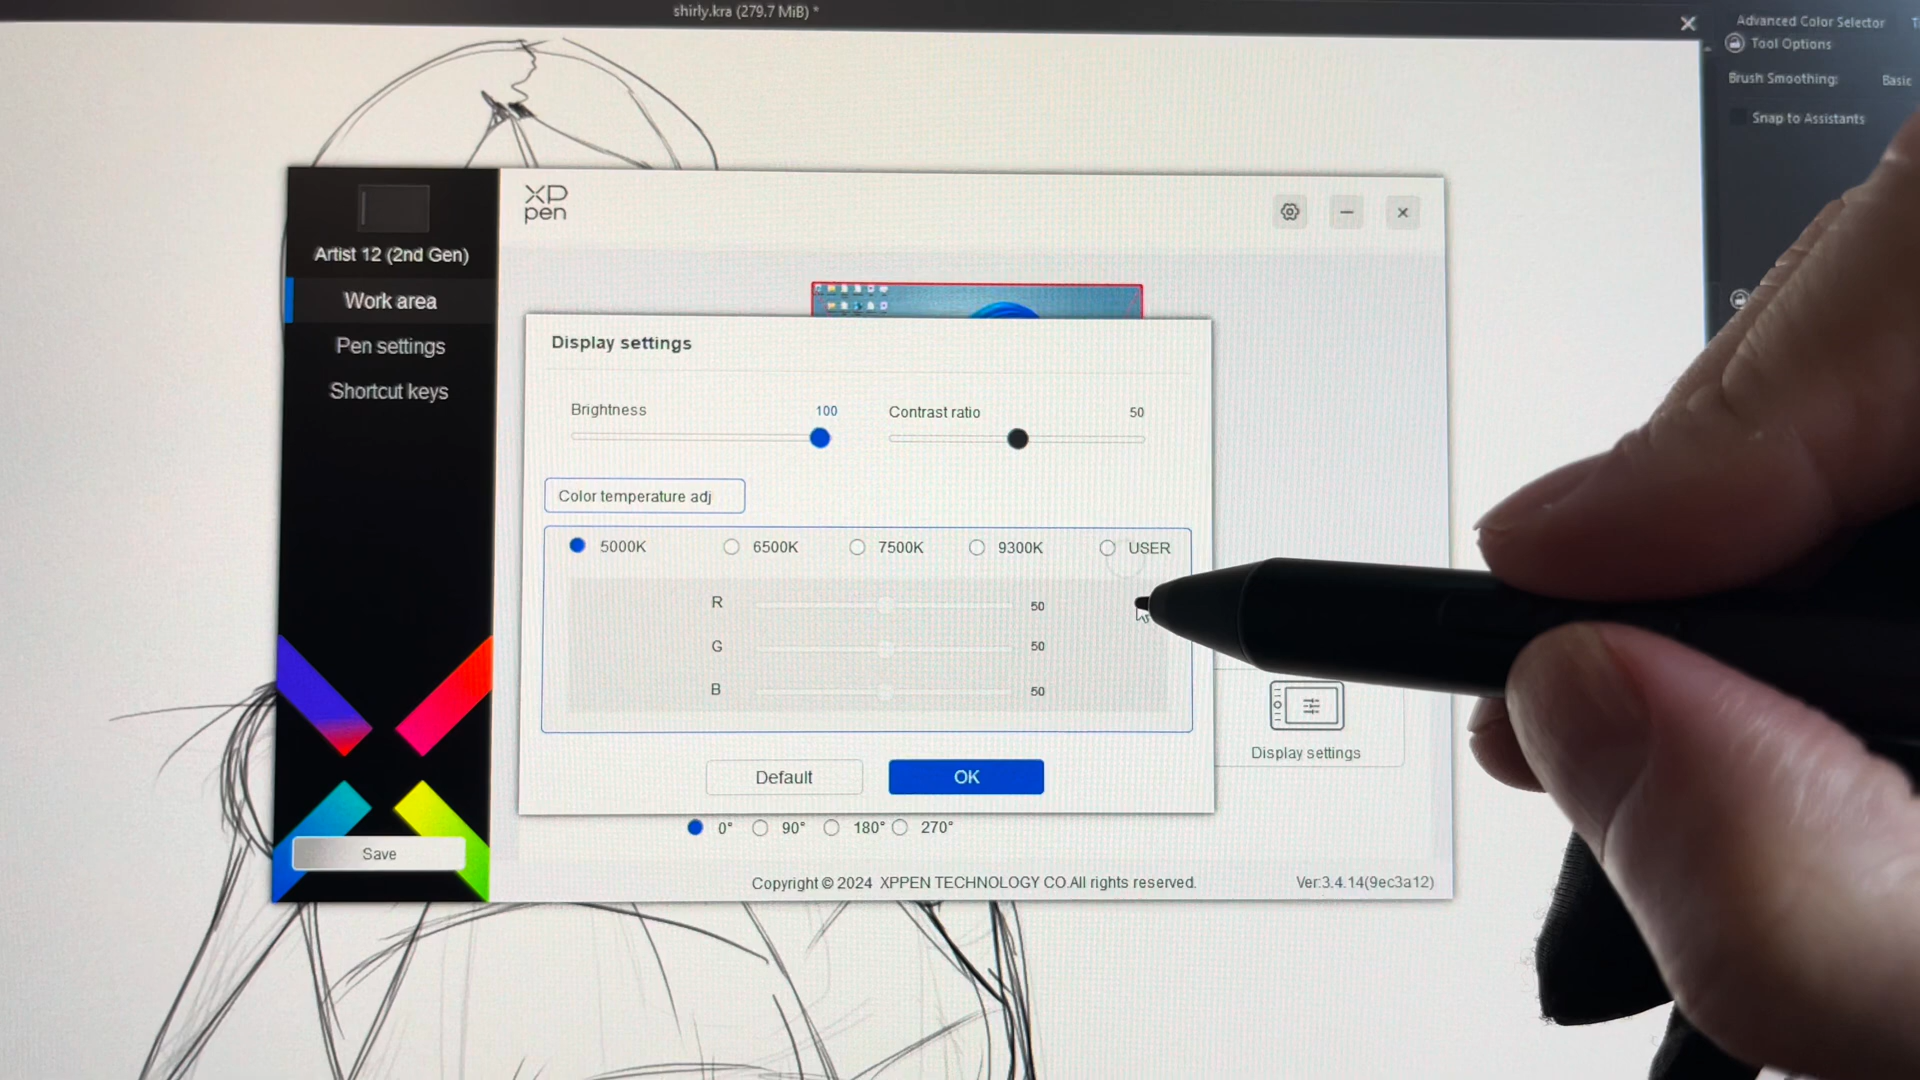 shirly.kra (279.7 MiB) *
Advanced Color Selector
Tool Options
Brush Smoothing: Basic
Snap to Assistants
XP
pen
Artist 12 (2nd Gen)
Work area
Pen settings
Shortcut keys
Save
Display settings
Brightness 100
Contrast ratio 50
Color temperature adj
5000K 6500K 7500K 9300K USER
R 50
G 50
B 50
Default OK
Display settings
0° 90° 180° 270°
Copyright © 2024 XPPEN TECHNOLOGY CO.All rights reserved.
Ver:3.4.14(9ec3a12)